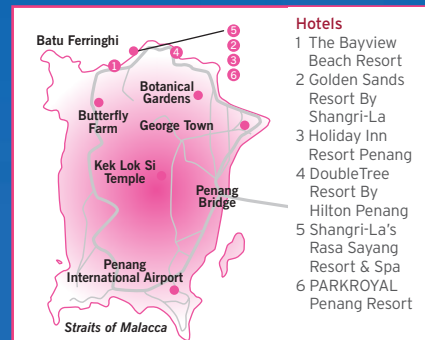 Batu Ferringhi
5
2
3
6
4
1
Botanical
Gardens
Butterfly
Farm
George Town
Kek Lok Si
Temple
Penang
Bridge
Penang
International Airport
Straits of Malacca
Hotels
1 The Bayview
Beach Resort
2 Golden Sands
Resort By
Shangri-La
3 Holiday Inn
Resort Penang
4 DoubleTree
Resort By
Hilton Penang
5 Shangri-La's
Rasa Sayang
Resort & Spa
6 PARKROYAL
Penang Resort